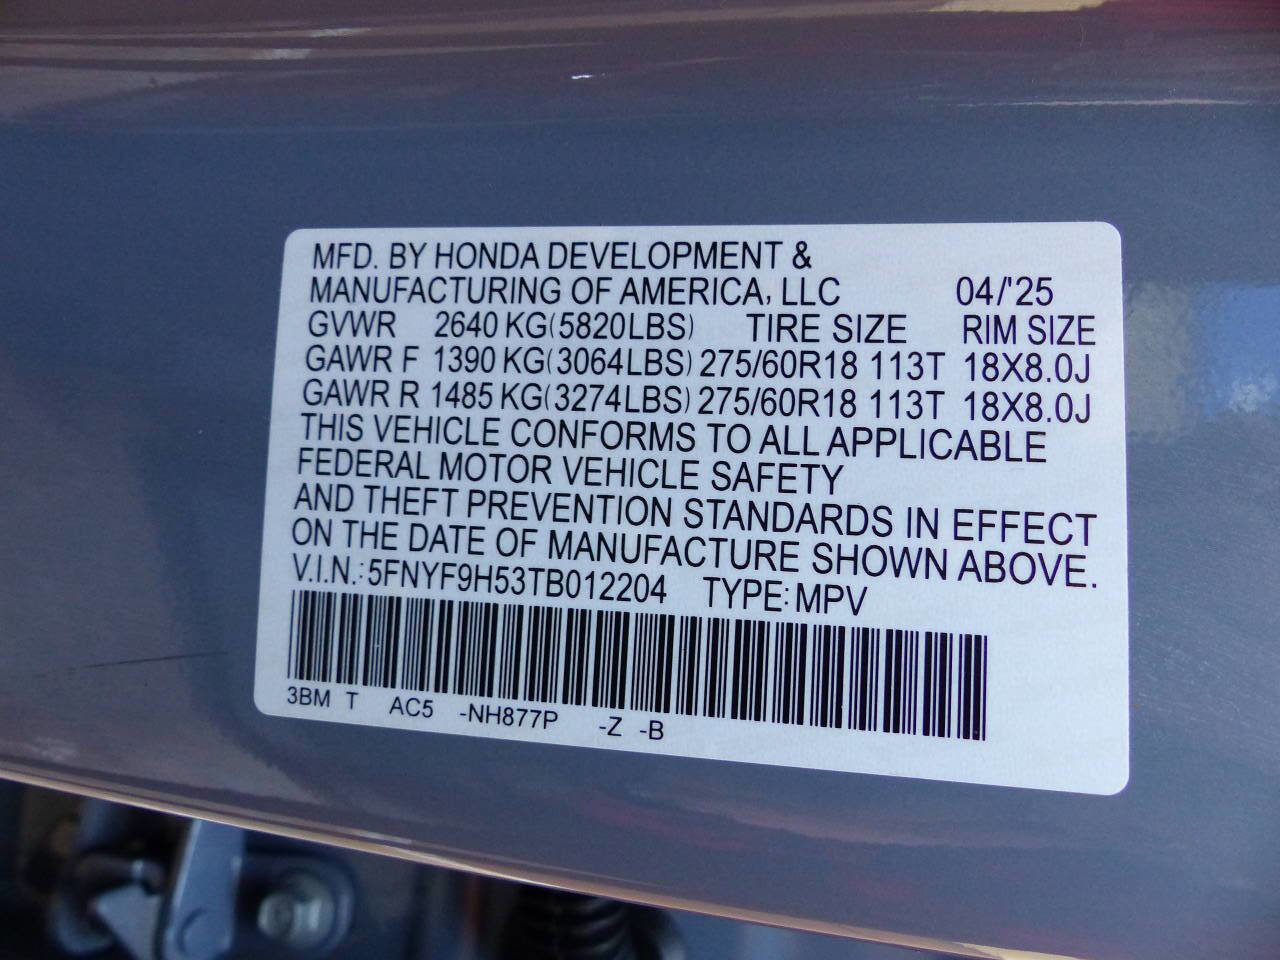 MFD. BY HONDA DEVELOPMENT &
MANUFACTURING OF AMERICA, LLC 04/'25
GVWR 2640 KG(5820LBS) TIRE SIZE RIM SIZE
GAWR F 1390 KG(3064LBS) 275/60R18 113T 18X8.0J
GAWR R 1485 KG(3274LBS) 275/60R18 113T 18X8.0J
THIS VEHICLE CONFORMS TO ALL APPLICABLE
FEDERAL MOTOR VEHICLE SAFETY
AND THEFT PREVENTION STANDARDS IN EFFECT
ON THE DATE OF MANUFACTURE SHOWN ABOVE.
V.I.N.: 5FNYF9H53TB012204 TYPE: MPV
3BM T AC5 -NH877P -Z -B